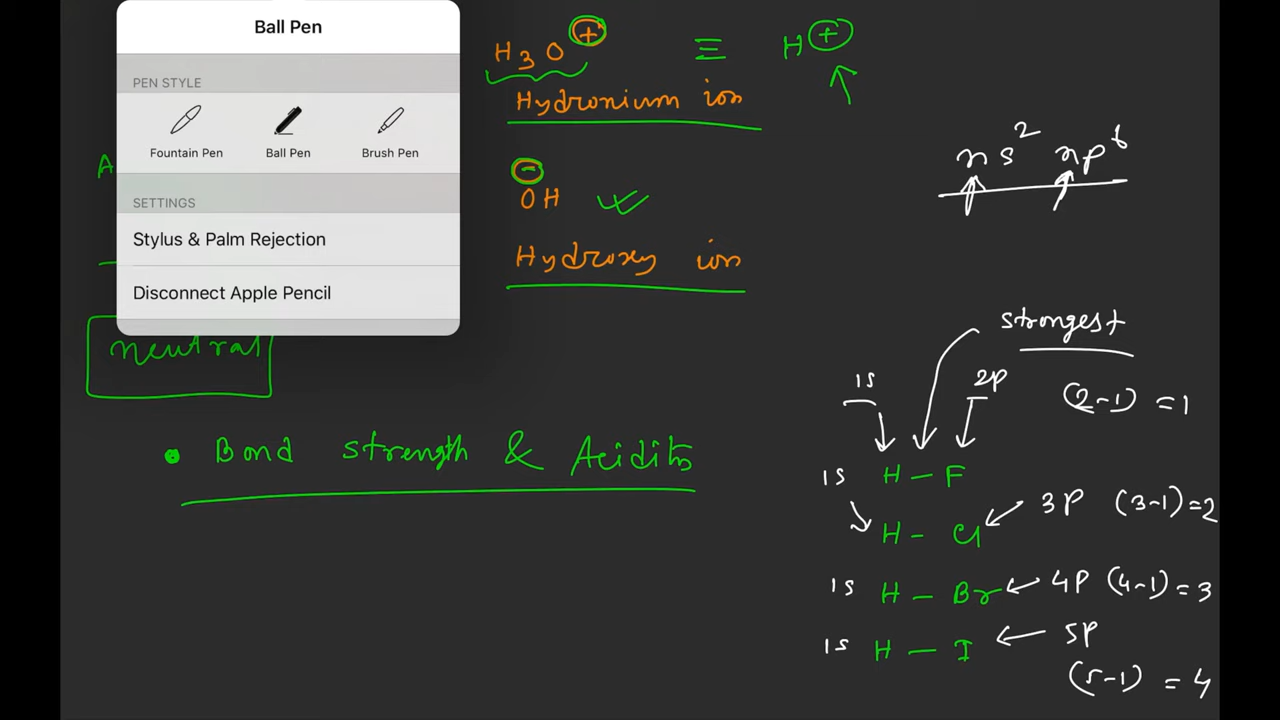 Ball Pen
PEN STYLE
Fountain Pen Ball Pen Brush Pen
SETTINGS
Stylus & Palm Rejection
Disconnect Apple Pencil
H3O+ ≡ H+
Hydronium ion
A
- OH
Hydroxy ion
ns2 np6
neutral
• Bond strength & Acidity
strongest
1s 2p (2-1) = 1
1s H - F
H - Cl 3p (3-1) = 2
1s H - Br 4p (4-1) = 3
1s H - I 5p
(5-1) = 4